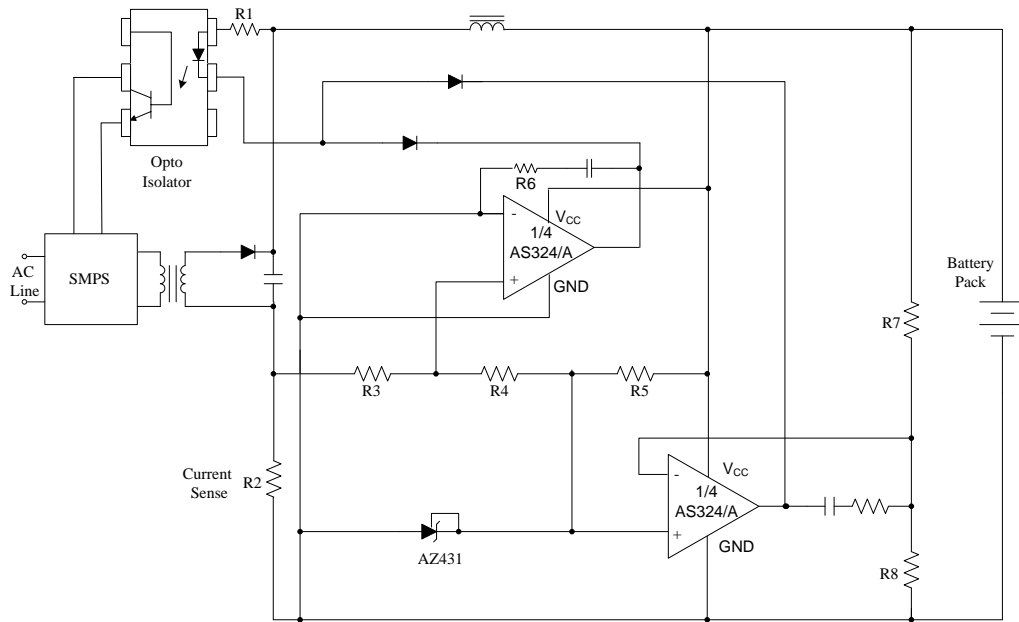 R1
Opto
Isolator
R6
-
VCC
1/4
AS324/A
+
GND
AC
Line
SMPS
Battery
Pack
R7
R3
R4
R5
Current
Sense
R2
-
VCC
1/4
AS324/A
+
GND
AZ431
R8